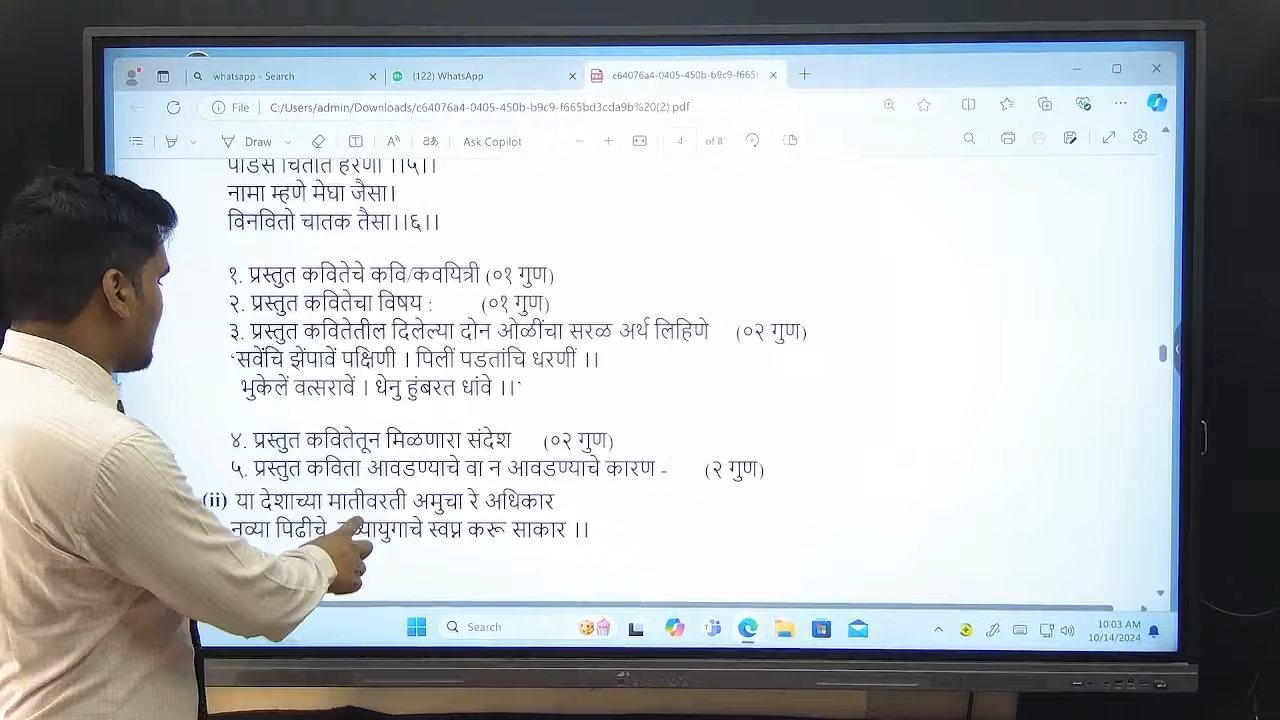 whatsapp - Search
(122) WhatsApp
c64076a4-0405-450b-b9c9-f665
File
C:/Users/admin/Downloads/c64076a4-0405-450b-b9c9-f665bd3cda9b%20(2).pdf
Draw
Ask Copilot
4 of 8
पाडस चिंतीत हरणी ।।५।।
नामा म्हणे मेघा जैसा।
विनवितो चातक तैसा।।६।।
१. प्रस्तुत कवितेचे कवि/कवयित्री (०१ गुण)
२. प्रस्तुत कवितेचा विषय : (०१ गुण)
३. प्रस्तुत कवितेतील दिलेल्या दोन ओळींचा सरळ अर्थ लिहिणे (०२ गुण)
'सवेंचि झेंपावें पक्षिणी । पिलीं पडतांचि धरणीं ।।
भुकेलें वत्सरावें । धेनु हुंबरत धांवे ।।'
४. प्रस्तुत कवितेतून मिळणारा संदेश (०२ गुण)
५. प्रस्तुत कविता आवडण्याचे वा न आवडण्याचे कारण - (२ गुण)
(ii) या देशाच्या मातीवरती अमुचा रे अधिकार
नव्या पिढीचे स्वप्न करू साकार ।।
Search
10:03 AM
10/14/2024